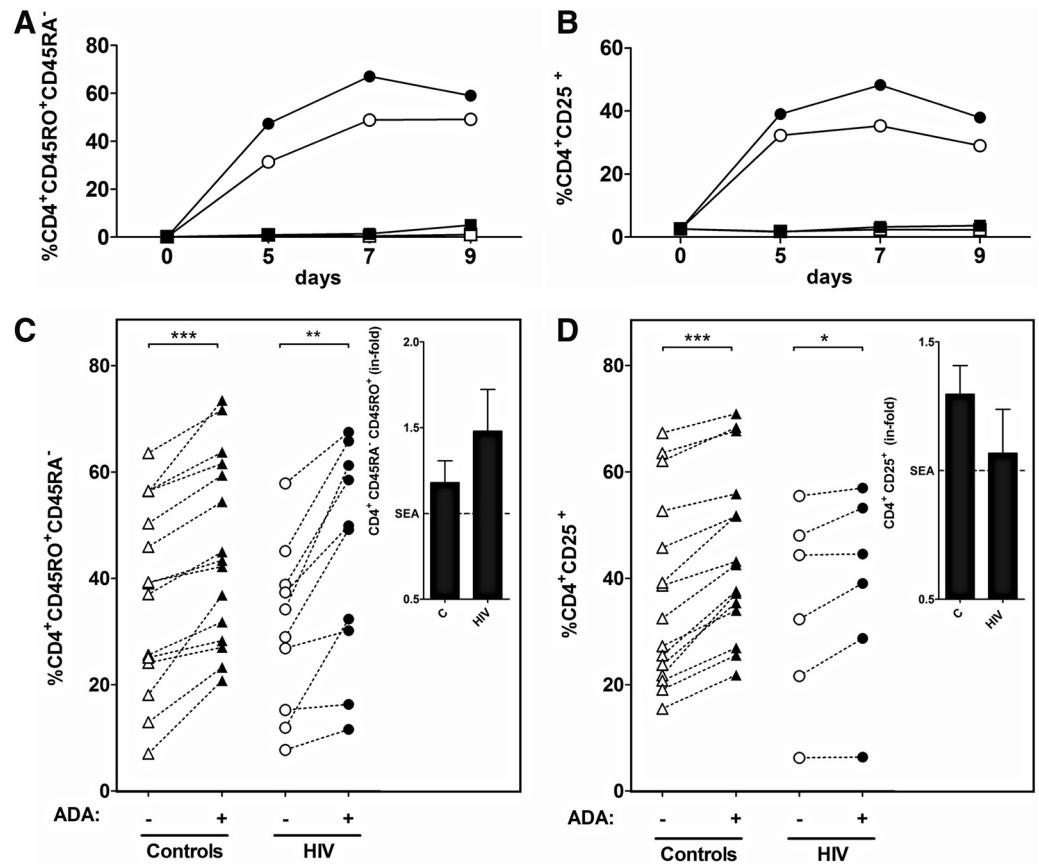 A
%CD4+CD45RO+CD45RA-
80
60
40
20
0
0 5 7 9
days
B
%CD4+CD25 +
60
40
20
0
0 5 7 9
days
C
%CD4+CD45RO+CD45RA-
80
60
40
20
0
***
**
CD4+ CD45RA- CD45RO+ (in-fold)
2.0
1.5
SEA
0.5
C HIV
ADA: - + - +
Controls HIV
D
%CD4+CD25 +
80
60
40
20
0
***
*
CD4+ CD25+ (in-fold)
1.5
SEA
0.5
C HIV
ADA: - + - +
Controls HIV